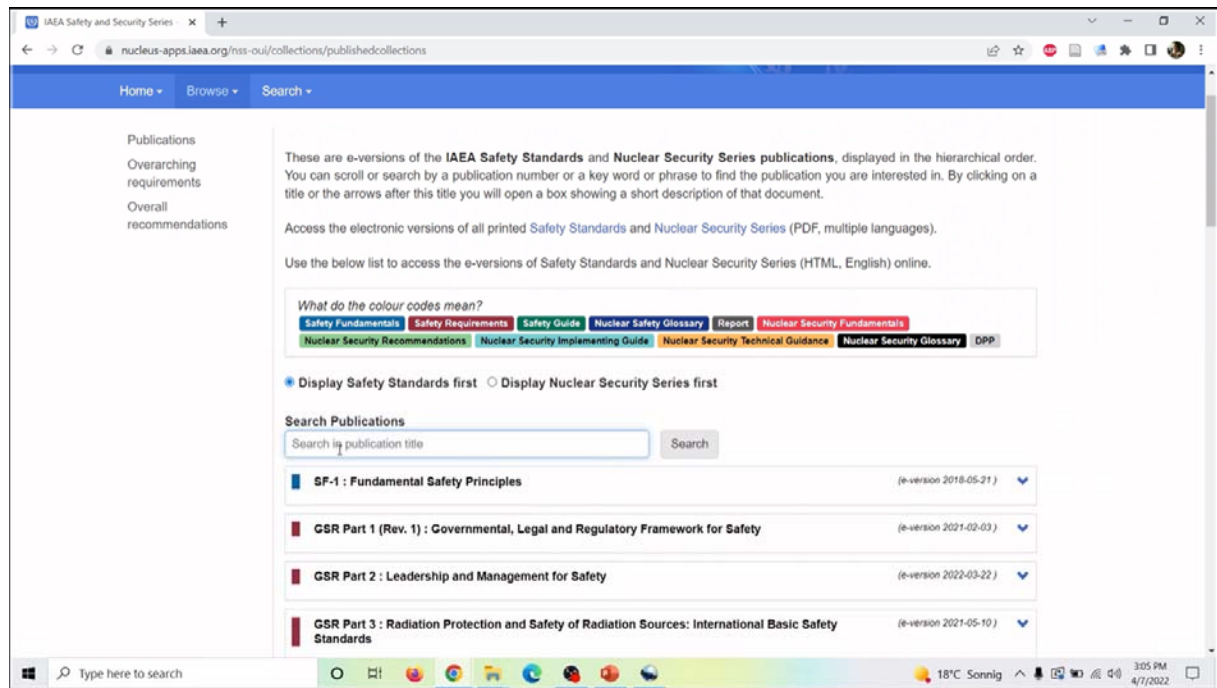 IAEA Safety and Security Series -
nucleus-apps.iaea.org/nss-oui/collections/publishedcollections
Home Browse Search
Publications
Overarching
requirements
Overall
recommendations
These are e-versions of the IAEA Safety Standards and Nuclear Security Series publications, displayed in the hierarchical order.
You can scroll or search by a publication number or a key word or phrase to find the publication you are interested in. By clicking on a
title or the arrows after this title you will open a box showing a short description of that document.
Access the electronic versions of all printed Safety Standards and Nuclear Security Series (PDF, multiple languages).
Use the below list to access the e-versions of Safety Standards and Nuclear Security Series (HTML, English) online.
What do the colour codes mean?
Safety Fundamentals Safety Requirements Safety Guide Nuclear Safety Glossary Report Nuclear Security Fundamentals
Nuclear Security Recommendations Nuclear Security Implementing Guide Nuclear Security Technical Guidance Nuclear Security Glossary DPP
Display Safety Standards first Display Nuclear Security Series first
Search Publications
Search in publication title Search
SF-1 : Fundamental Safety Principles (e-version 2018-05-21 )
GSR Part 1 (Rev. 1) : Governmental, Legal and Regulatory Framework for Safety (e-version 2021-02-03 )
GSR Part 2 : Leadership and Management for Safety (e-version 2022-03-22 )
GSR Part 3 : Radiation Protection and Safety of Radiation Sources: International Basic Safety (e-version 2021-05-10 )
Standards
Type here to search 18°C Sonnig 3:05 PM
4/7/2022